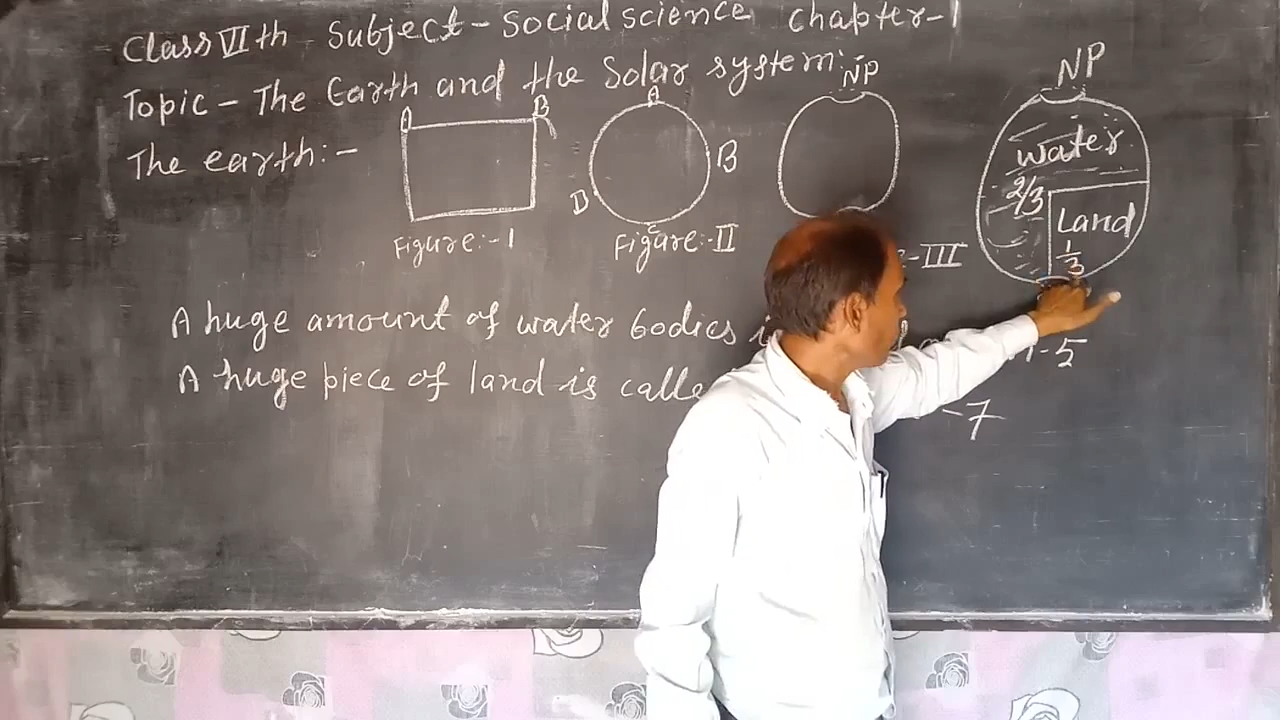 Class VIth - Subject - Social science Chapter-1
Topic - The Earth and the Solar system:-
The earth:-
A B
A
B
C
D
NP
NP
water
2/3
Land
1/3
Figure:-1
Figure:-II
-III
A huge amount of water bodies
-5
A huge piece of land is calle
-7